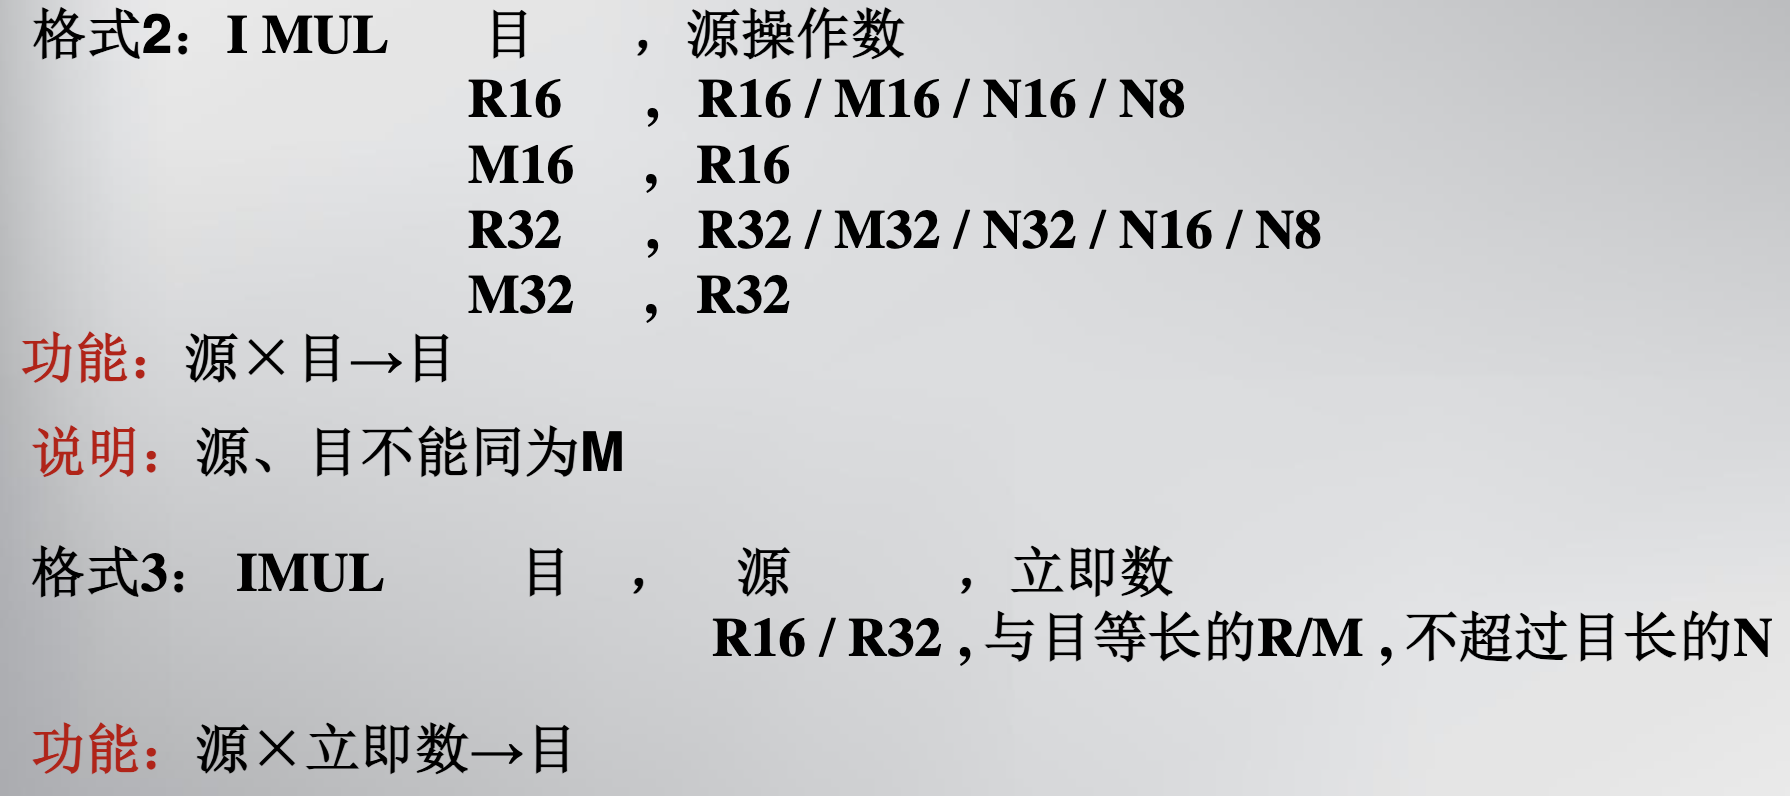 格式2：I MUL 目 ，源操作数
R16 , R16 / M16 / N16 / N8
M16 , R16
R32 , R32 / M32 / N32 / N16 / N8
M32 , R32
功能：源×目→目
说明：源、目不能同为M
格式3： IMUL 目 ， 源 ，立即数
R16 / R32 , 与目等长的R/M , 不超过目长的N
功能：源×立即数→目